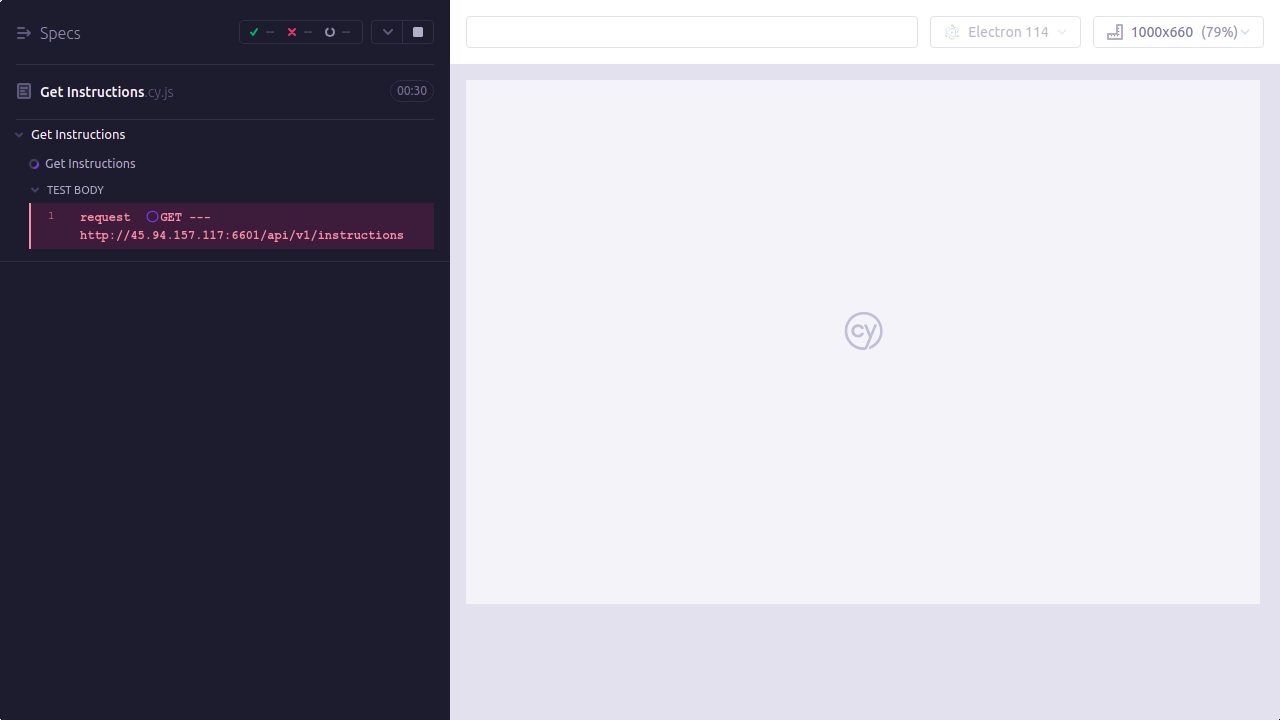 Specs
-- -- --
Electron 114
1000x660 (79%)
Get Instructions.cy.js
00:30
Get Instructions
Get Instructions
TEST BODY
1 request GET ---
http://45.94.157.117:6601/api/v1/instructions
cy